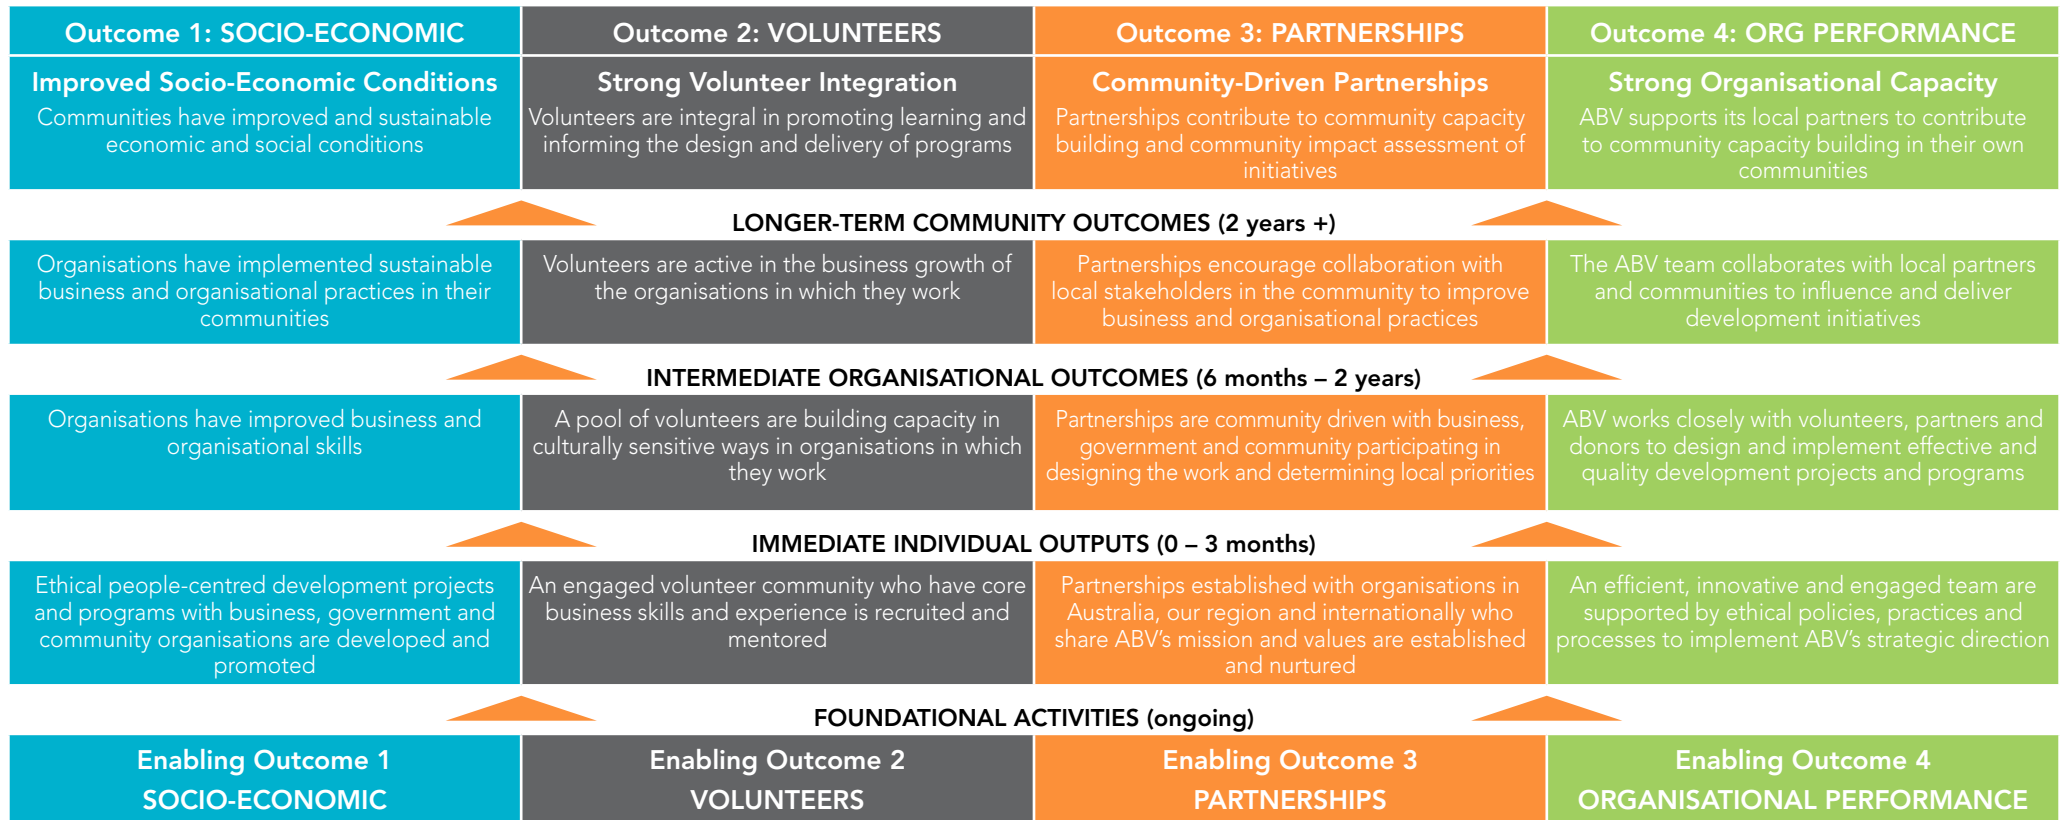 Outcome 1: SOCIO-ECONOMIC
Outcome 2: VOLUNTEERS
Outcome 3: PARTNERSHIPS
Outcome 4: ORG PERFORMANCE
Improved Socio-Economic Conditions
Communities have improved and sustainable
economic and social conditions
Strong Volunteer Integration
Volunteers are integral in promoting learning and
informing the design and delivery of programs
Community-Driven Partnerships
Partnerships contribute to community capacity
building and community impact assessment of
initiatives
Strong Organisational Capacity
ABV supports its local partners to contribute
to community capacity building in their own
communities
LONGER-TERM COMMUNITY OUTCOMES (2 years +)
Organisations have implemented sustainable
business and organisational practices in their
communities
Volunteers are active in the business growth of
the organisations in which they work
Partnerships encourage collaboration with
local stakeholders in the community to improve
business and organisational practices
The ABV team collaborates with local partners
and communities to influence and deliver
development initiatives
INTERMEDIATE ORGANISATIONAL OUTCOMES (6 months – 2 years)
Organisations have improved business and
organisational skills
A pool of volunteers are building capacity in
culturally sensitive ways in organisations in which
they work
Partnerships are community driven with business,
government and community participating in
designing the work and determining local priorities
ABV works closely with volunteers, partners and
donors to design and implement effective and
quality development projects and programs
IMMEDIATE INDIVIDUAL OUTPUTS (0 – 3 months)
Ethical people-centred development projects
and programs with business, government and
community organisations are developed and
promoted
An engaged volunteer community who have core
business skills and experience is recruited and
mentored
Partnerships established with organisations in
Australia, our region and internationally who
share ABV's mission and values are established
and nurtured
An efficient, innovative and engaged team are
supported by ethical policies, practices and
processes to implement ABV's strategic direction
FOUNDATIONAL ACTIVITIES (ongoing)
Enabling Outcome 1
SOCIO-ECONOMIC
Enabling Outcome 2
VOLUNTEERS
Enabling Outcome 3
PARTNERSHIPS
Enabling Outcome 4
ORGANISATIONAL PERFORMANCE